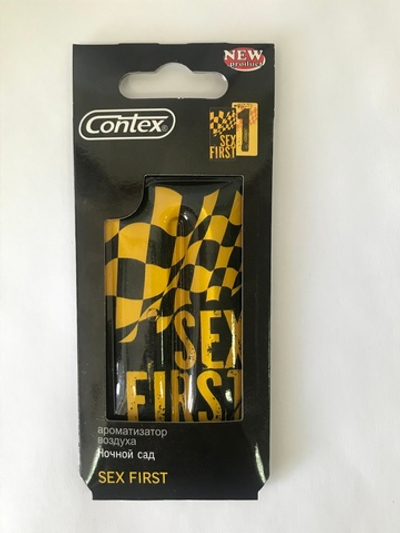 NEW
product
Contex®
SEX
FIRST
1
SEX
FIRST
ароматизатор
воздуха
Ночной сад
SEX FIRST